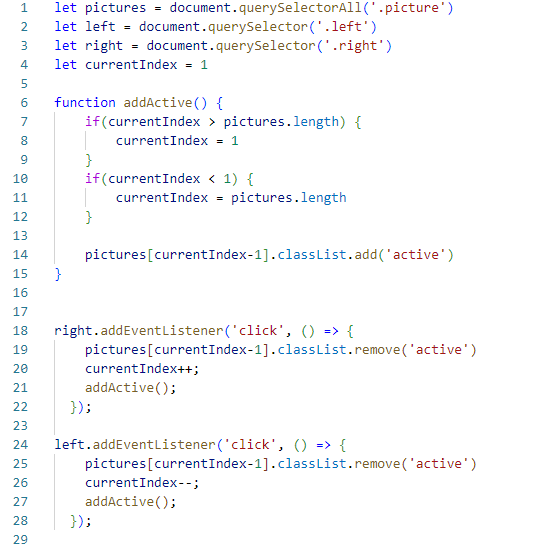 1 let pictures = document.querySelectorAll('.picture')
2 let left = document.querySelector('.left')
3 let right = document.querySelector('.right')
4 let currentIndex = 1
5
6 function addActive() {
7     if(currentIndex > pictures.length) {
8         currentIndex = 1
9     }
10     if(currentIndex < 1) {
11         currentIndex = pictures.length
12     }
13
14     pictures[currentIndex-1].classList.add('active')
15 }
16
17
18 right.addEventListener('click', () => {
19     pictures[currentIndex-1].classList.remove('active')
20     currentIndex++;
21     addActive();
22   });
23
24 left.addEventListener('click', () => {
25     pictures[currentIndex-1].classList.remove('active')
26     currentIndex--;
27     addActive();
28   });
29